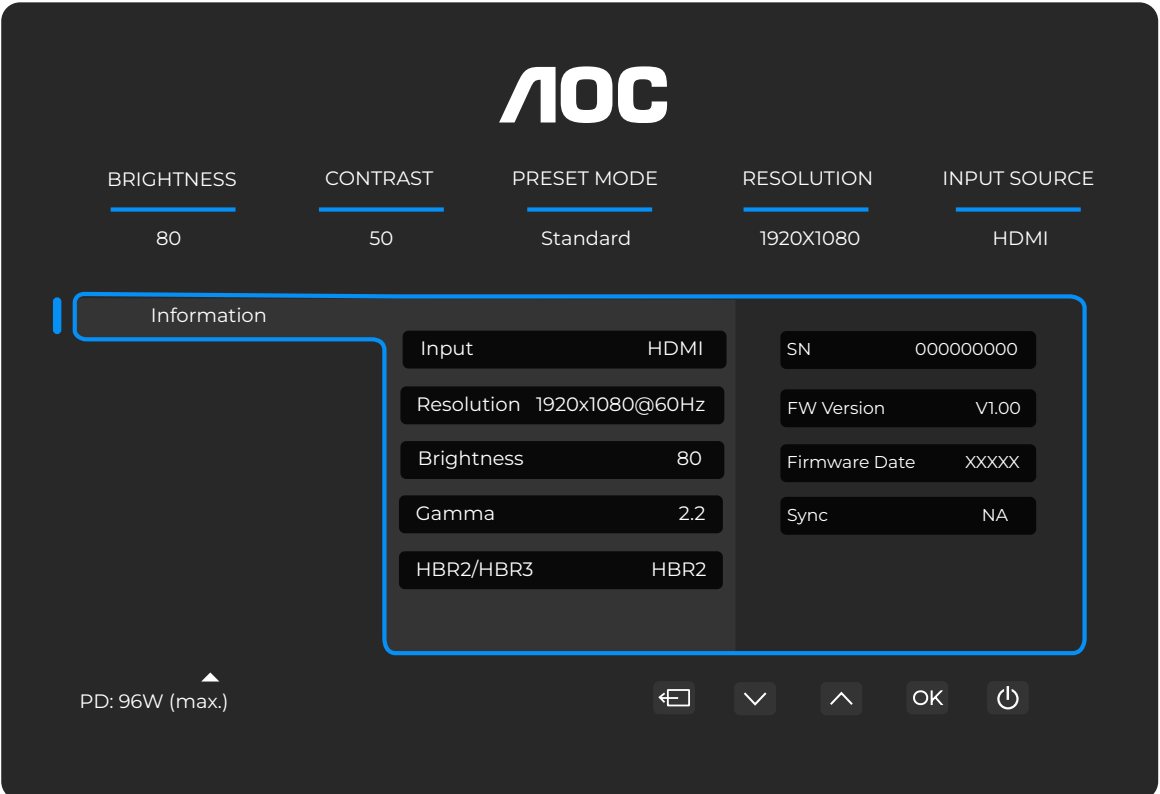 AOC
BRIGHTNESS CONTRAST PRESET MODE RESOLUTION INPUT SOURCE
80 50 Standard 1920X1080 HDMI
Information
Input HDMI
Resolution 1920x1080@60Hz
Brightness 80
Gamma 2.2
HBR2/HBR3 HBR2
SN 000000000
FW Version V1.00
Firmware Date XXXXX
Sync NA
PD: 96W (max.)
OK